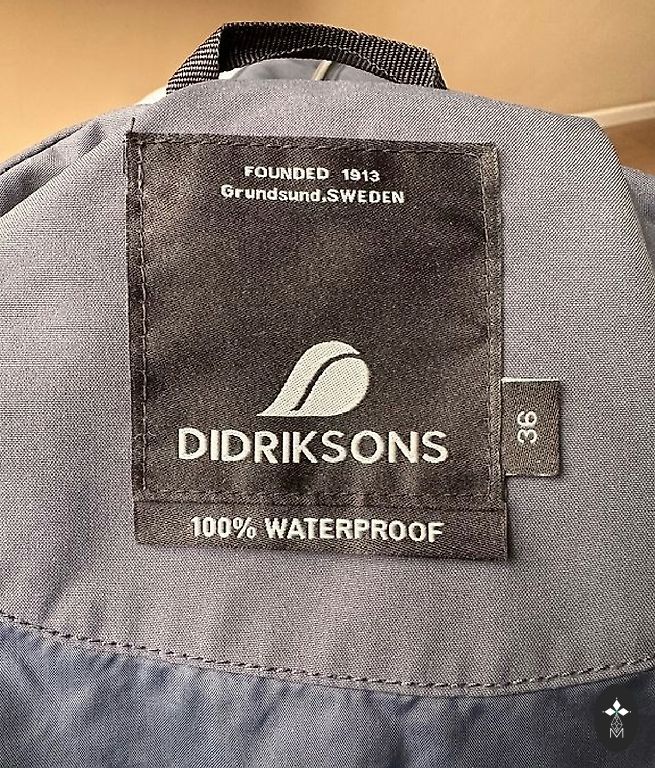 FOUNDED 1913
Grundsund.SWEDEN
DIDRIKSONS
36
100% WATERPROOF
M